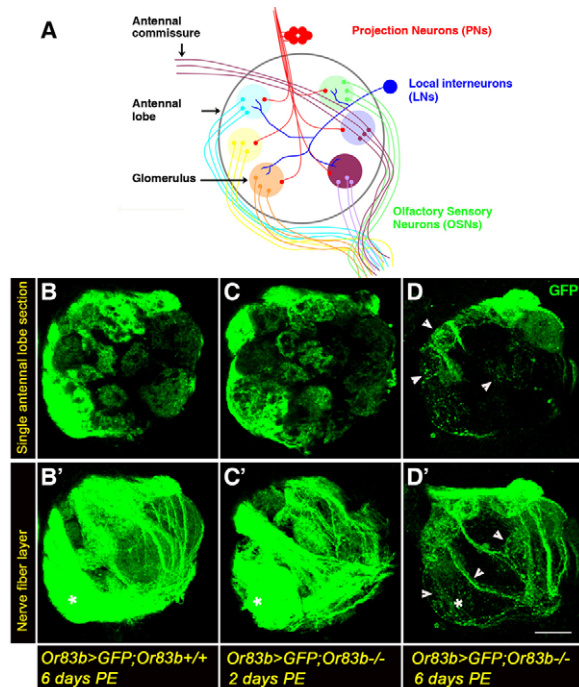 A
Antennal
commissure
Projection Neurons (PNs)
Local interneurons
(LNs)
Antennal
lobe
Glomerulus
Olfactory Sensory
Neurons (OSNs)
Single antennal lobe section
B
C
D
GFP
Nerve fiber layer
B'
C'
D'
*
*
*
Or83b>GFP;Or83b+/+
6 days PE
Or83b>GFP;Or83b-/-
2 days PE
Or83b>GFP;Or83b-/-
6 days PE